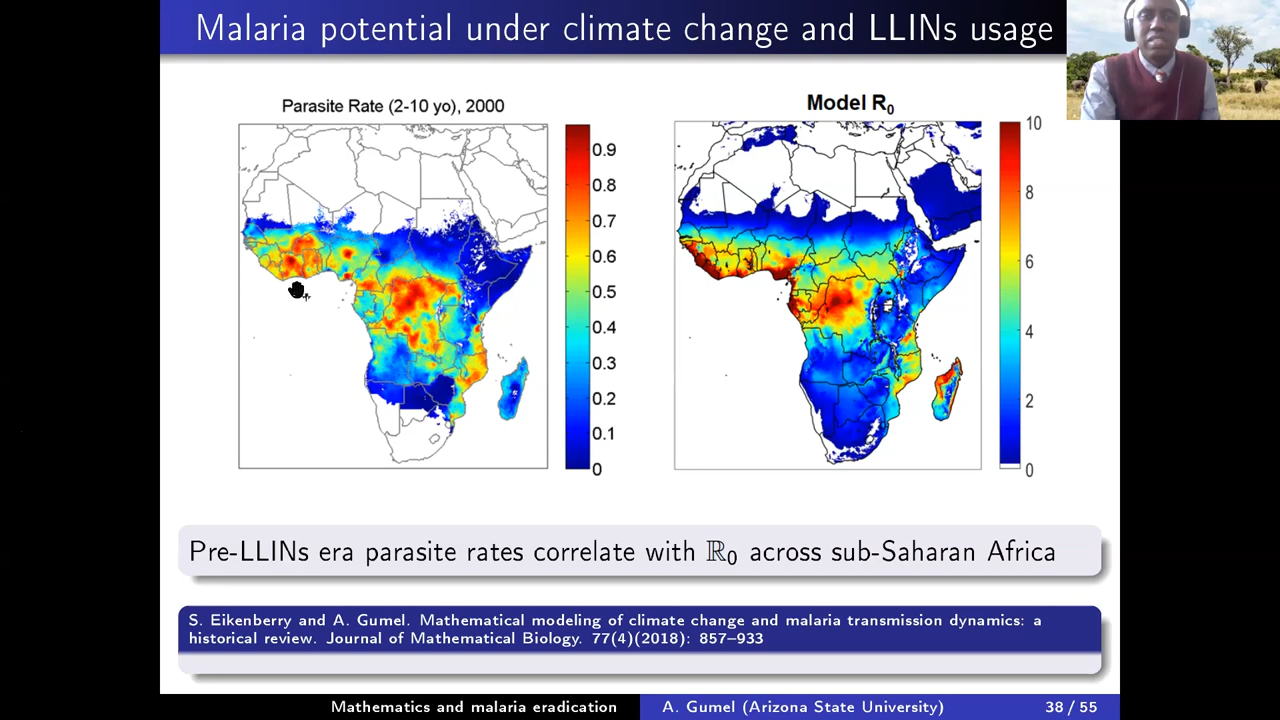 Malaria potential under climate change and LLINs usage
Parasite Rate (2-10 yo), 2000
0.9
0.8
0.7
0.6
0.5
0.4
0.3
0.2
0.1
0
Model R0
10
8
6
4
2
0
Pre-LLINs era parasite rates correlate with ℝ0 across sub-Saharan Africa
S. Eikenberry and A. Gumel. Mathematical modeling of climate change and malaria transmission dynamics: a
historical review. Journal of Mathematical Biology. 77(4)(2018): 857–933
Mathematics and malaria eradication
A. Gumel (Arizona State University)
38 / 55